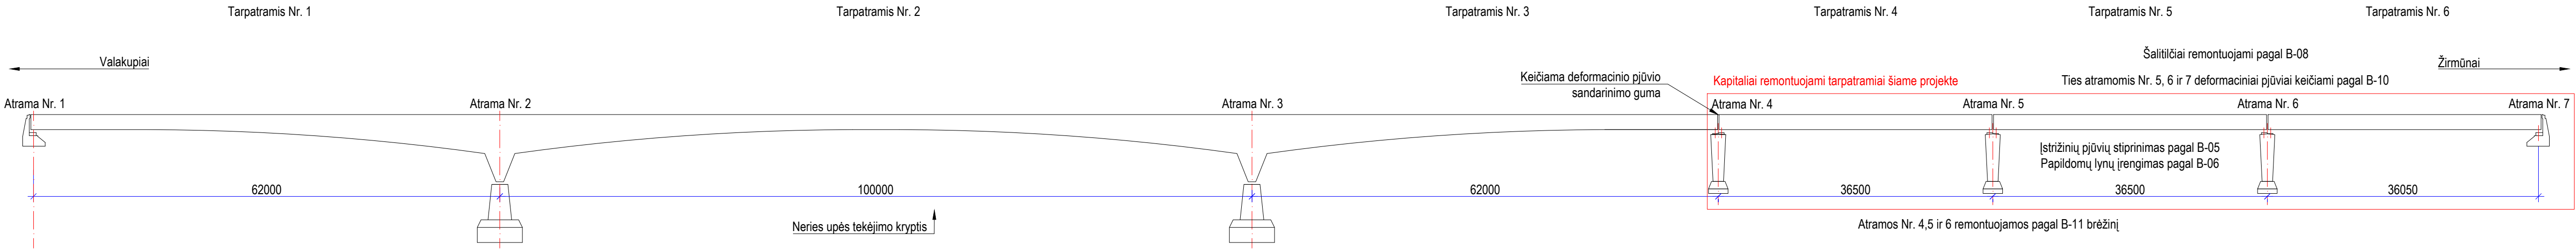 Tarpatramis Nr. 1
Tarpatramis Nr. 2
Tarpatramis Nr. 3
Tarpatramis Nr. 4
Tarpatramis Nr. 5
Tarpatramis Nr. 6
Valakupiai
Šalitilčiai remontuojami pagal B-08
Žirmūnai
Keičiama deformacinio pjūvio
sandarinimo guma
Kapitaliai remontuojami tarpatramiai šiame projekte
Ties atramomis Nr. 5, 6 ir 7 deformaciniai pjūviai keičiami pagal B-10
Atrama Nr. 1
Atrama Nr. 2
Atrama Nr. 3
Atrama Nr. 4
Atrama Nr. 5
Atrama Nr. 6
Atrama Nr. 7
Įstrižinių pjūvių stiprinimas pagal B-05
Papildomų lynų įrengimas pagal B-06
62000
100000
62000
36500
36500
36050
Neries upės tekėjimo kryptis
Atramos Nr. 4,5 ir 6 remontuojamos pagal B-11 brėžinį